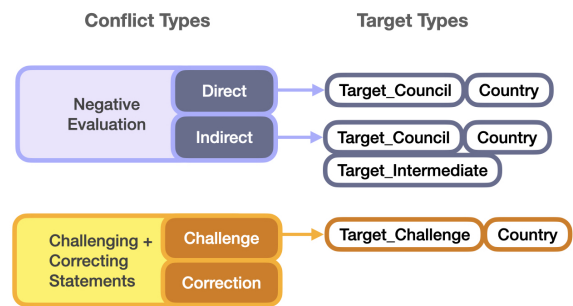 Conflict Types
Target Types
Negative
Evaluation
Direct
Target_Council
Country
Indirect
Target_Council
Country
Target_Intermediate
Challenging +
Correcting
Statements
Challenge
Target_Challenge
Country
Correction